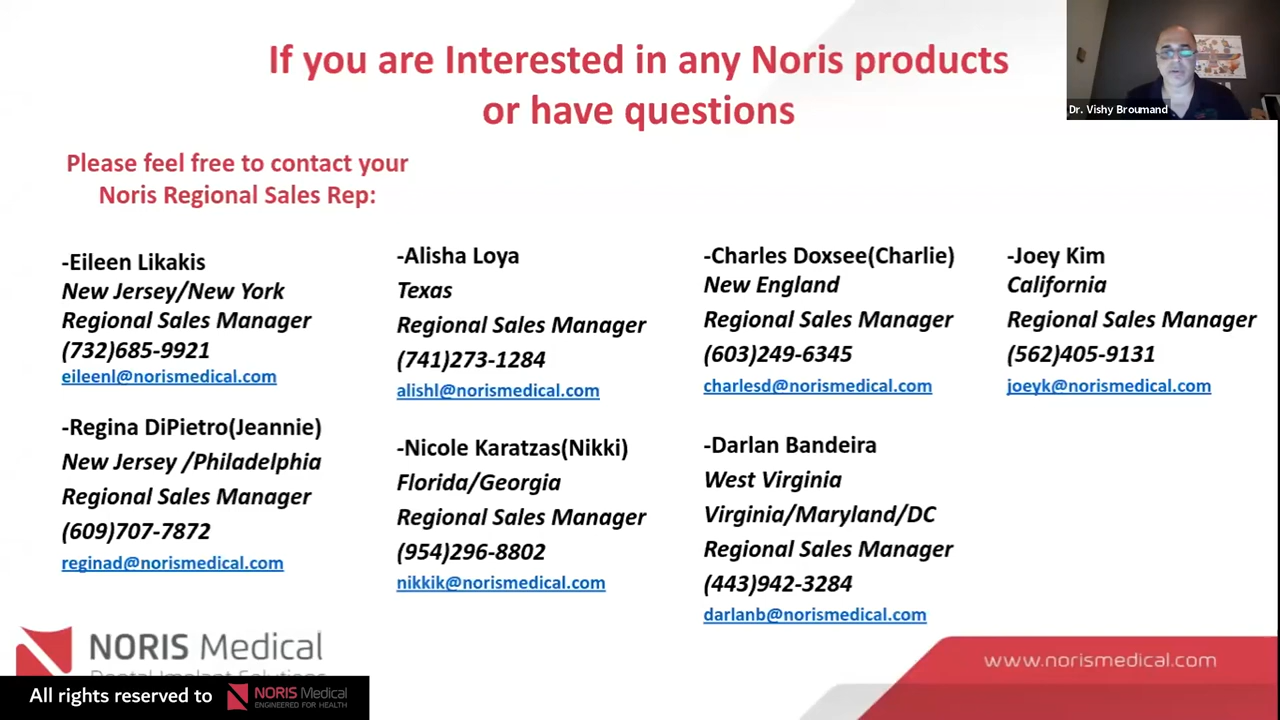 If you are Interested in any Noris products
or have questions
Dr. Vishy Broumand
Please feel free to contact your
Noris Regional Sales Rep:
-Eileen Likakis
New Jersey/New York
Regional Sales Manager
(732)685-9921
eileenl@norismedical.com
-Regina DiPietro(Jeannie)
New Jersey /Philadelphia
Regional Sales Manager
(609)707-7872
reginad@norismedical.com
-Alisha Loya
Texas
Regional Sales Manager
(741)273-1284
alishl@norismedical.com
-Nicole Karatzas(Nikki)
Florida/Georgia
Regional Sales Manager
(954)296-8802
nikkik@norismedical.com
-Charles Doxsee(Charlie)
New England
Regional Sales Manager
(603)249-6345
charlesd@norismedical.com
-Darlan Bandeira
West Virginia
Virginia/Maryland/DC
Regional Sales Manager
(443)942-3284
darlanb@norismedical.com
-Joey Kim
California
Regional Sales Manager
(562)405-9131
joeyk@norismedical.com
NORIS Medical
Dental Implant Solutions
www.norismedical.com
All rights reserved to
NORIS Medical
ENGINEERED FOR HEALTH